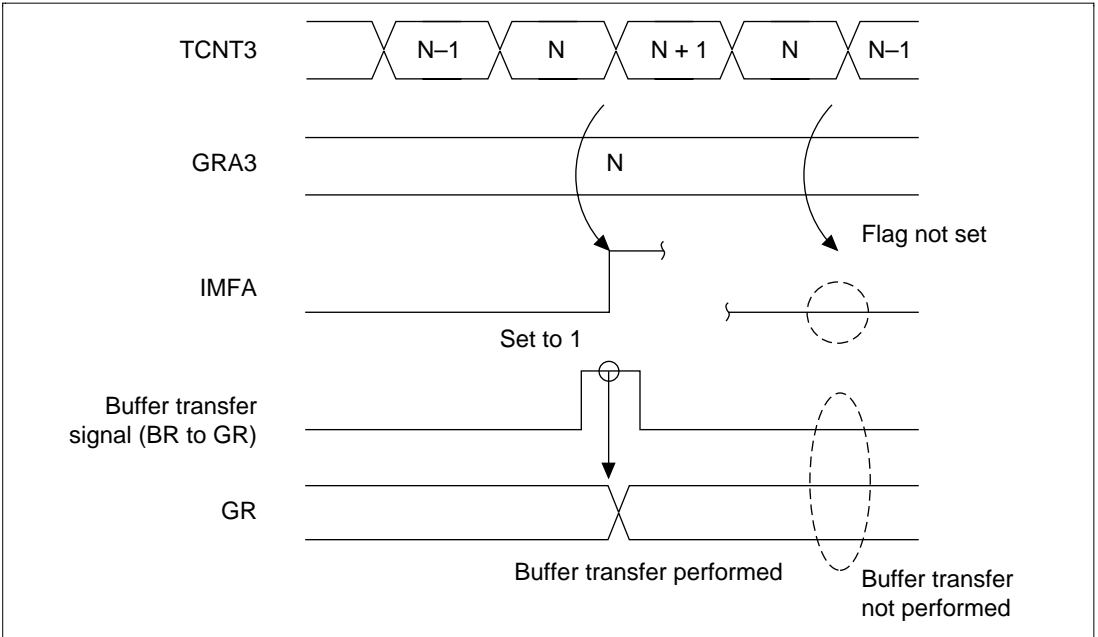 TCNT3 N–1 N N + 1 N N–1
GRA3 N
Flag not set
IMFA
Set to 1
Buffer transfer
signal (BR to GR)
GR
Buffer transfer performed
Buffer transfer
not performed